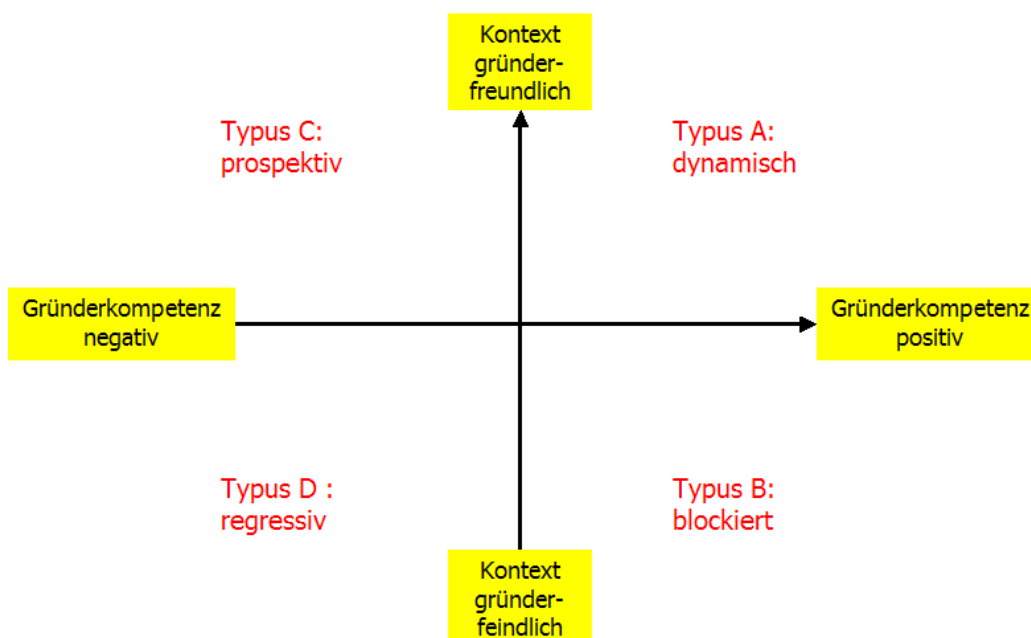 Kontext
gründer-
freundlich
Typus C:
prospektiv
Typus A:
dynamisch
Gründerkompetenz
negativ
Gründerkompetenz
positiv
Typus D :
regressiv
Typus B:
blockiert
Kontext
gründer-
feindlich